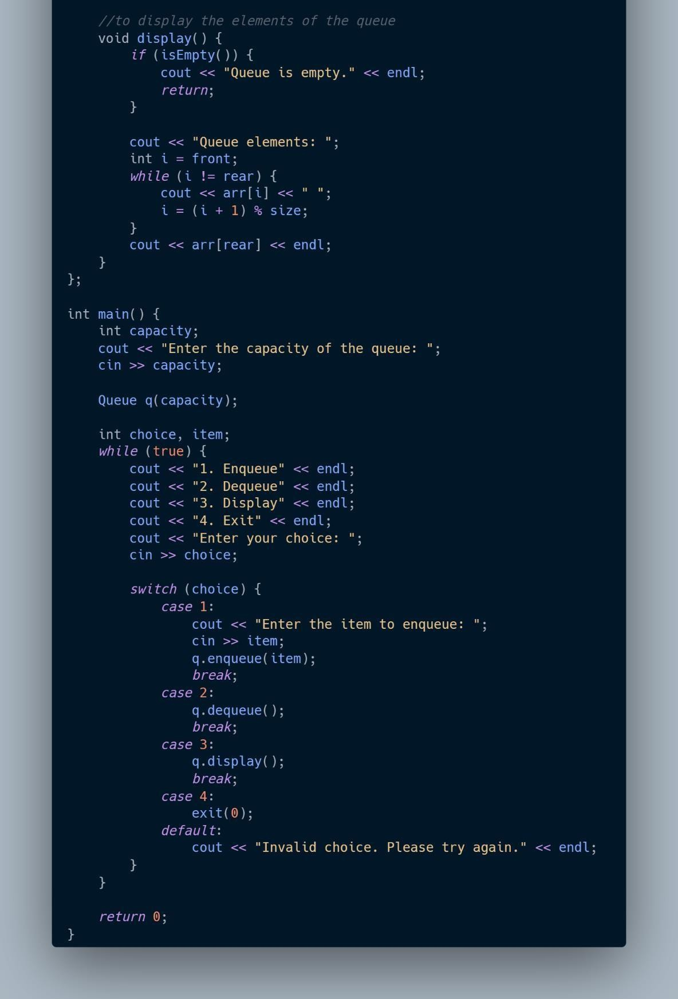 //to display the elements of the queue
    void display() {
        if (isEmpty()) {
            cout << "Queue is empty." << endl;
            return;
        }

        cout << "Queue elements: ";
        int i = front;
        while (i != rear) {
            cout << arr[i] << " ";
            i = (i + 1) % size;
        }
        cout << arr[rear] << endl;
    }
};

int main() {
    int capacity;
    cout << "Enter the capacity of the queue: ";
    cin >> capacity;

    Queue q(capacity);

    int choice, item;
    while (true) {
        cout << "1. Enqueue" << endl;
        cout << "2. Dequeue" << endl;
        cout << "3. Display" << endl;
        cout << "4. Exit" << endl;
        cout << "Enter your choice: ";
        cin >> choice;

        switch (choice) {
            case 1:
                cout << "Enter the item to enqueue: ";
                cin >> item;
                q.enqueue(item);
                break;
            case 2:
                q.dequeue();
                break;
            case 3:
                q.display();
                break;
            case 4:
                exit(0);
            default:
                cout << "Invalid choice. Please try again." << endl;
        }
    }

    return 0;
}